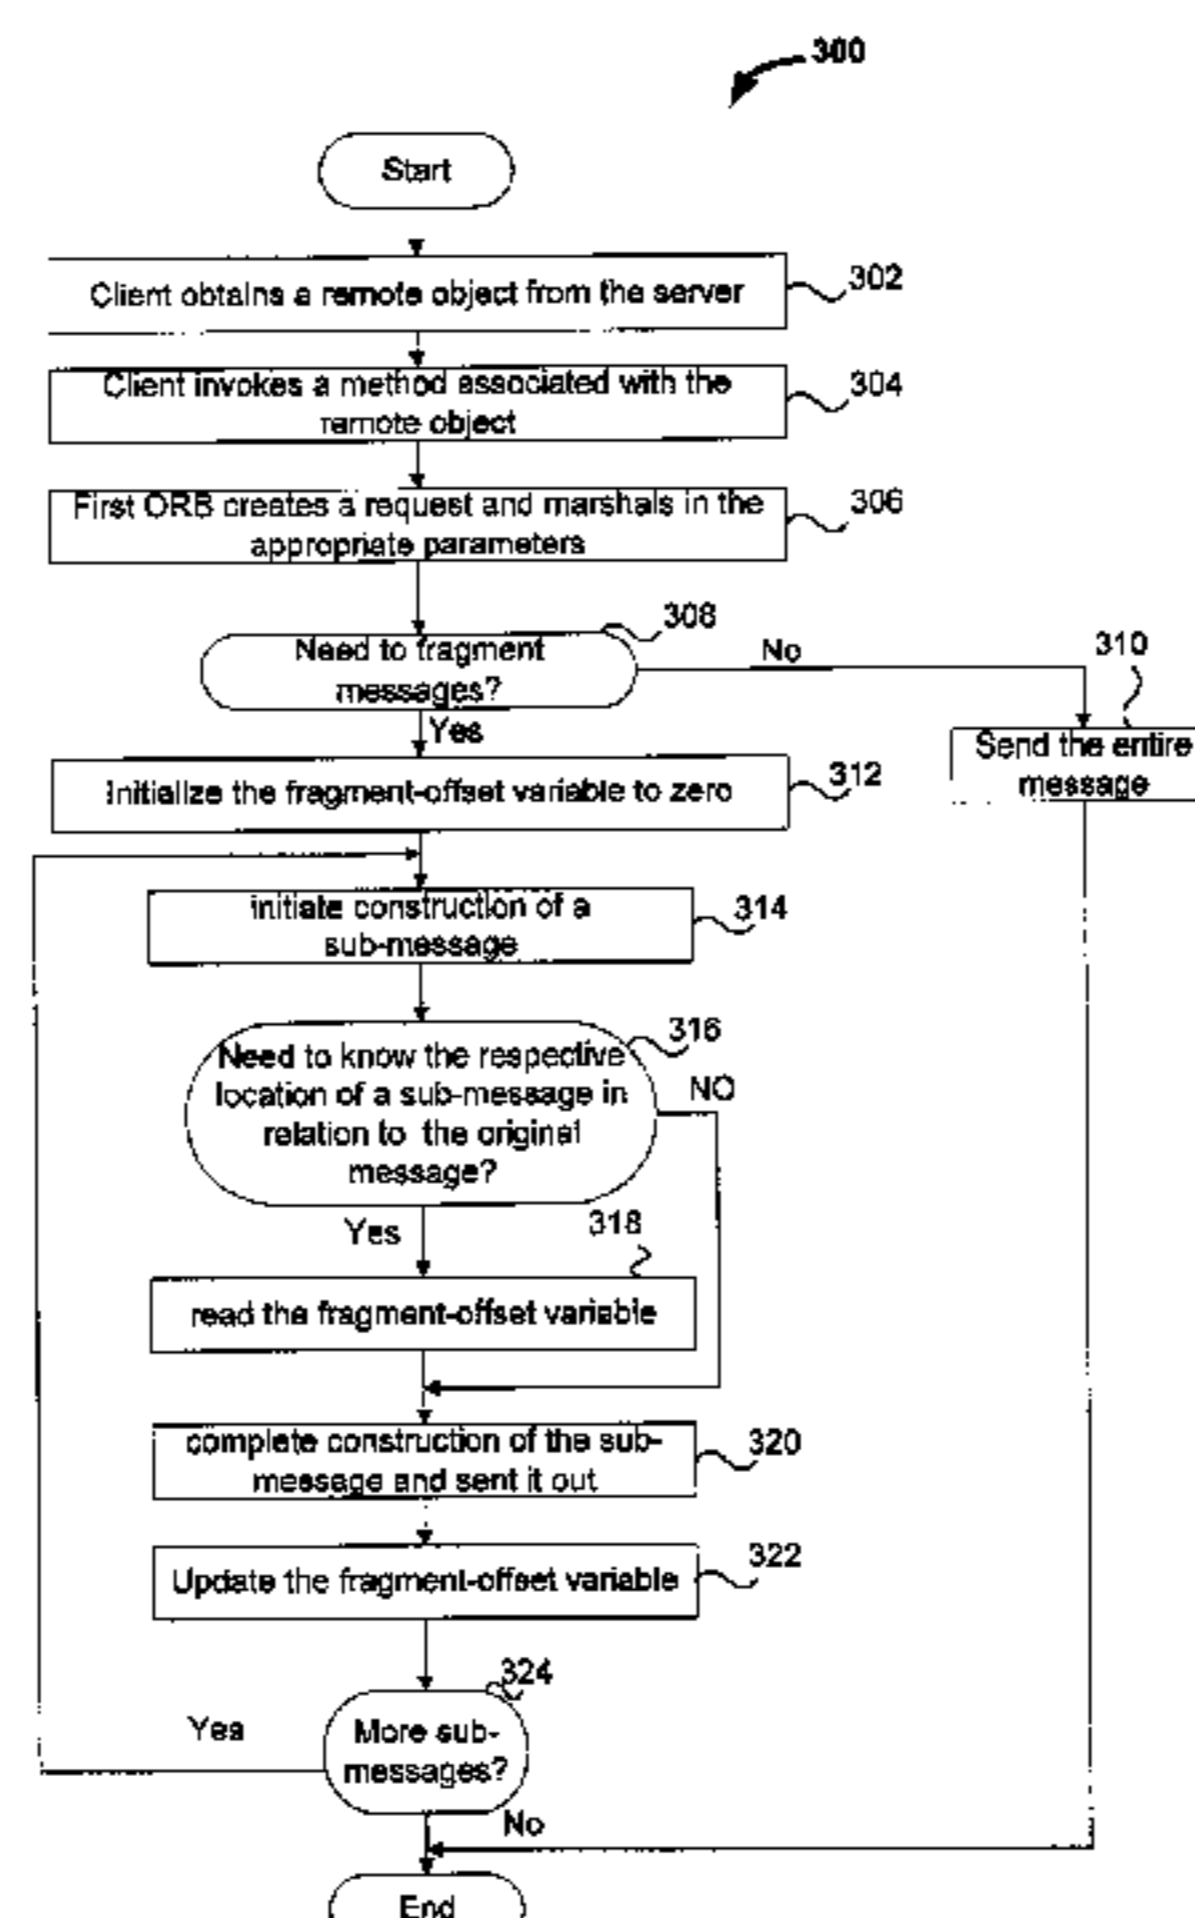 300
Start
Client obtains a remote object from the server
302
Client invokes a method associated with the
remote object
304
First ORB creates a request and marshals in the
appropriate parameters
306
308
Need to fragment
messages?
No
310
Yes
Send the entire
message
Initialize the fragment-offset variable to zero
312
initiate construction of a
sub-message
314
316
Need to know the respective
location of a sub-message in
relation to the original
message?
NO
Yes
318
read the fragment-offset variable
complete construction of the sub-
message and sent it out
320
Update the fragment-offset variable
322
324
More sub-
messages?
Yes
No
End